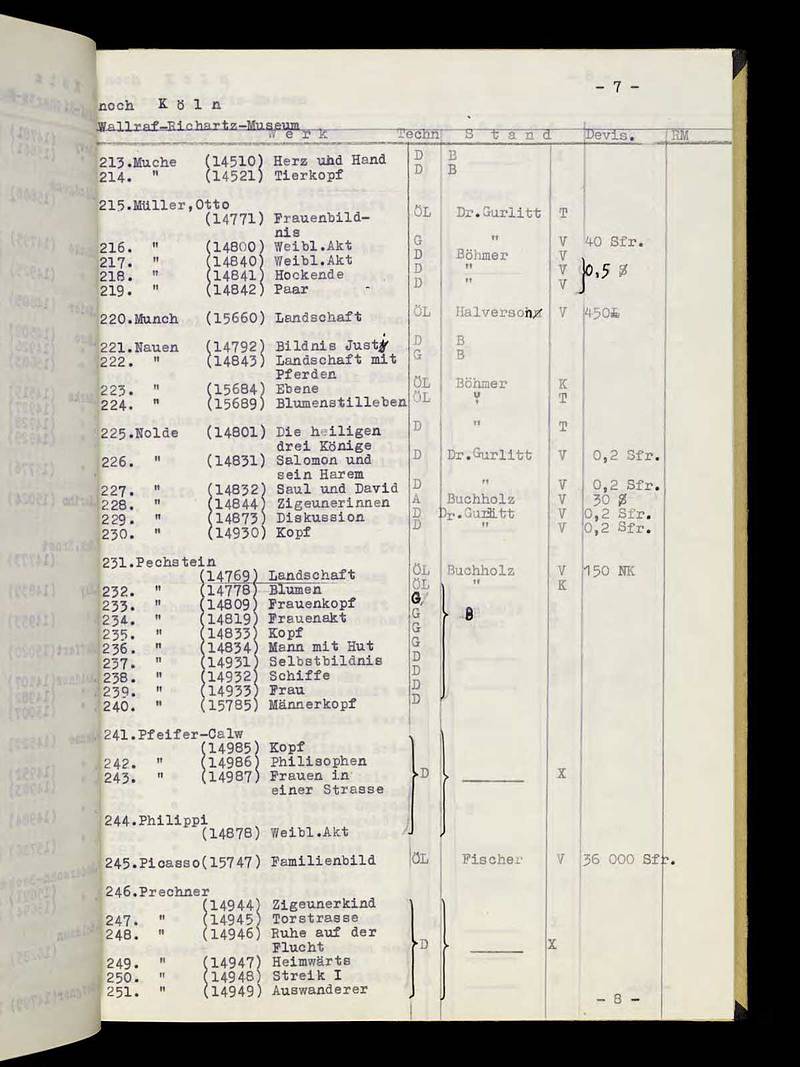 - 7 -
noch K ö l n
Wallraf-Richartz-Museum
W e r k Techn S t a n d Devis. RM
213.Muche (14510) Herz und Hand D B
214. " (14521) Tierkopf D B
215.Müller,Otto
(14771) Frauenbild- ÖL Dr.Gurlitt T
nis
216. " (14800) Weibl.Akt G " V 40 Sfr.
217. " (14840) Weibl.Akt D Böhmer V
218. " (14841) Hockende D " V 0,5 $
219. " (14842) Paar - D " V
220.Munch (15660) Landschaft ÖL Halverson V 450£
221.Nauen (14792) Bildnis Justi D B
222. " (14843) Landschaft mit G B
Pferden
223. " (15684) Ebene ÖL Böhmer K
224. " (15689) Blumenstilleben ÖL " T
225.Nolde (14801) Die heiligen D " T
drei Könige
226. " (14831) Salomon und D Dr.Gurlitt V 0,2 Sfr.
sein Harem
227. " (14832) Saul und David D " V 0,2 Sfr.
228. " (14844) Zigeunerinnen A Buchholz V 30 $
229. " (14873) Diskussion D Dr.Gurlitt V 0,2 Sfr.
230. " (14930) Kopf D " V 0,2 Sfr.
231.Pechstein
(14769) Landschaft ÖL Buchholz V 150 NK
232. " (14778) Blumen ÖL " K
233. " (14809) Frauenkopf G
234. " (14819) Frauenakt G B
235. " (14833) Kopf G
236. " (14834) Mann mit Hut G
237. " (14931) Selbstbildnis D
238. " (14932) Schiffe D
239. " (14933) Frau D
240. " (15785) Männerkopf D
241.Pfeifer-Calw
(14985) Kopf
242. " (14986) Philisophen
243. " (14987) Frauen in D ______ X
einer Strasse
244.Philippi
(14878) Weibl.Akt
245.Picasso(15747) Familienbild ÖL Fischer V 36 000 Sfr.
246.Prechner
(14944) Zigeunerkind
247. " (14945) Torstrasse
248. " (14946) Ruhe auf der
Flucht D ______ X
249. " (14947) Heimwärts
250. " (14948) Streik I
251. " (14949) Auswanderer
- 8 -